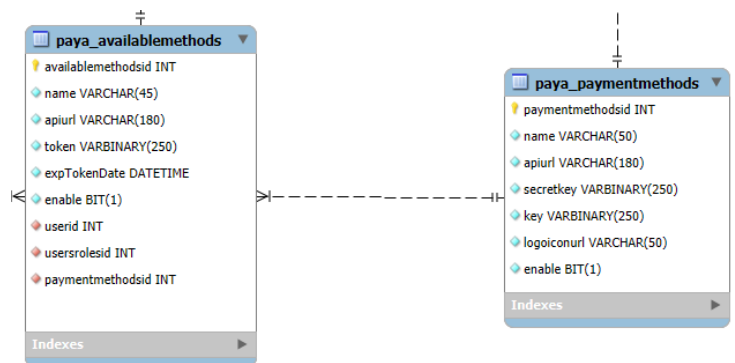 paya_availablemethods
availablemethodsid INT
name VARCHAR(45)
apiurl VARCHAR(180)
token VARBINARY(250)
expTokenDate DATETIME
enable BIT(1)
userid INT
usersrolesid INT
paymentmethodsid INT
Indexes
paya_paymentmethods
paymentmethodsid INT
name VARCHAR(50)
apiurl VARCHAR(180)
secretkey VARBINARY(250)
key VARBINARY(250)
logoiconurl VARCHAR(50)
enable BIT(1)
Indexes